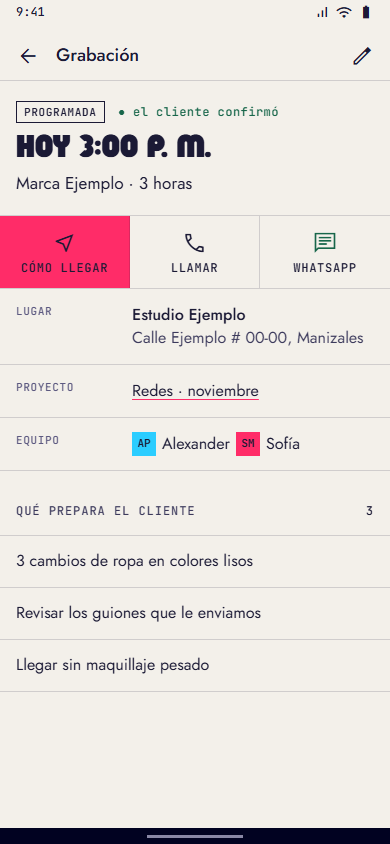 9:41
Grabación
PROGRAMADA
• el cliente confirmó
HOY 3:00 P. M.
Marca Ejemplo · 3 horas
CÓMO LLEGAR
LLAMAR
WHATSAPP
LUGAR
Estudio Ejemplo
Calle Ejemplo # 00-00, Manizales
PROYECTO
Redes · noviembre
EQUIPO
AP Alexander SM Sofía
QUÉ PREPARA EL CLIENTE 3
3 cambios de ropa en colores lisos
Revisar los guiones que le enviamos
Llegar sin maquillaje pesado